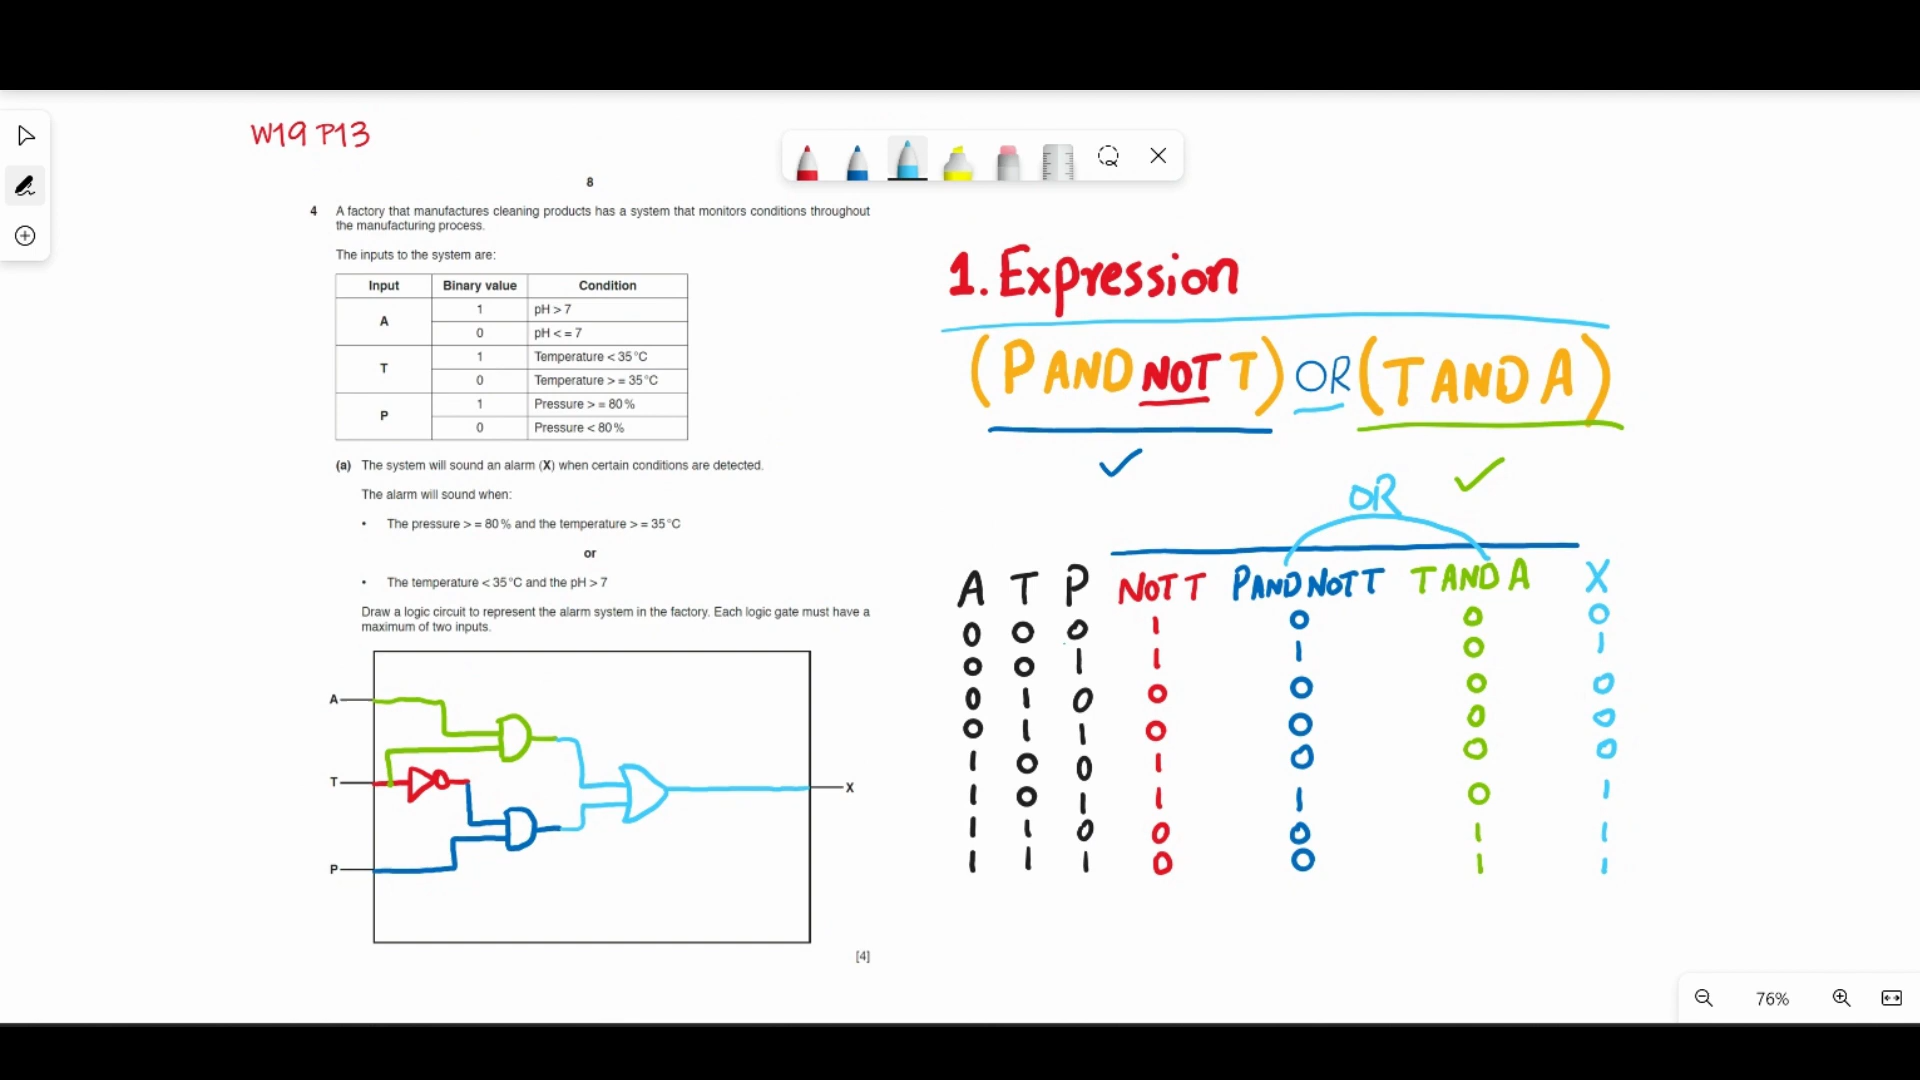 W19 P13
8
4 A factory that manufactures cleaning products has a system that monitors conditions throughout
the manufacturing process.
The inputs to the system are:
Input Binary value Condition
A 1 pH > 7
0 pH < = 7
T 1 Temperature < 35 °C
0 Temperature > = 35 °C
P 1 Pressure > = 80 %
0 Pressure < 80 %
(a) The system will sound an alarm (X) when certain conditions are detected.
The alarm will sound when:
• The pressure > = 80 % and the temperature > = 35 °C
or
• The temperature < 35 °C and the pH > 7
Draw a logic circuit to represent the alarm system in the factory. Each logic gate must have a
maximum of two inputs.
A
T
P
X
[4]
1. Expression
(P AND NOT T) OR (T AND A)
OR
A T P NOT T P AND NOT T T AND A X
0 0 0 1 0 0 0
0 0 1 1 1 0 1
0 1 0 0 0 0 0
0 1 1 0 0 0 0
1 0 0 1 0 0 0
1 0 1 1 1 0 1
1 1 0 0 0 1 1
1 1 1 0 0 1 1
76%